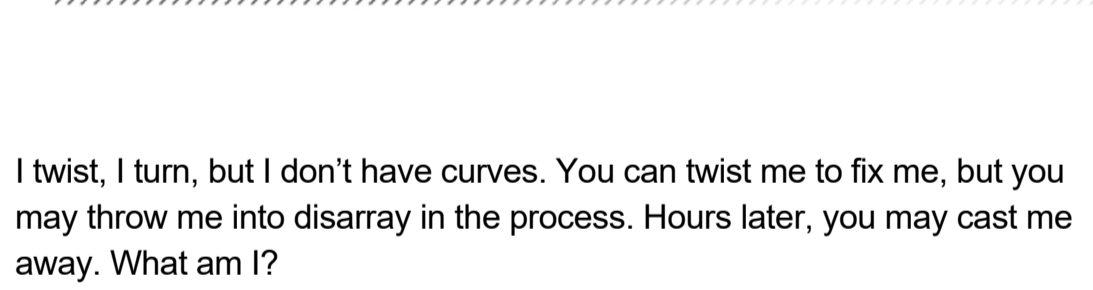 I twist, I turn, but I don’t have curves. You can twist me to fix me, but you
may throw me into disarray in the process. Hours later, you may cast me
away. What am I?